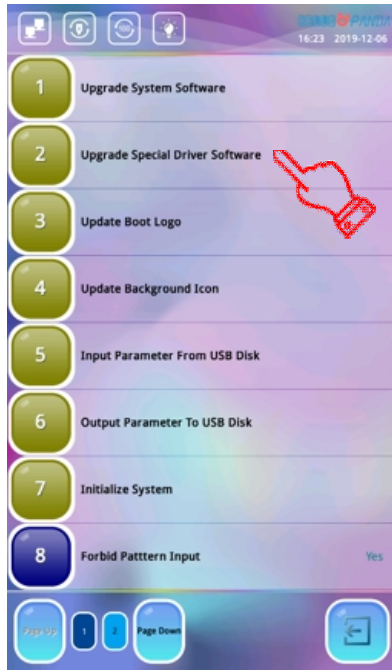 PANDA
16:23 2019-12-06
1 Upgrade System Software
2 Upgrade Special Driver Software
3 Update Boot Logo
4 Update Background Icon
5 Input Parameter From USB Disk
6 Output Parameter To USB Disk
7 Initialize System
8 Forbid Patttern Input Yes
Page Up 1 2 Page Down